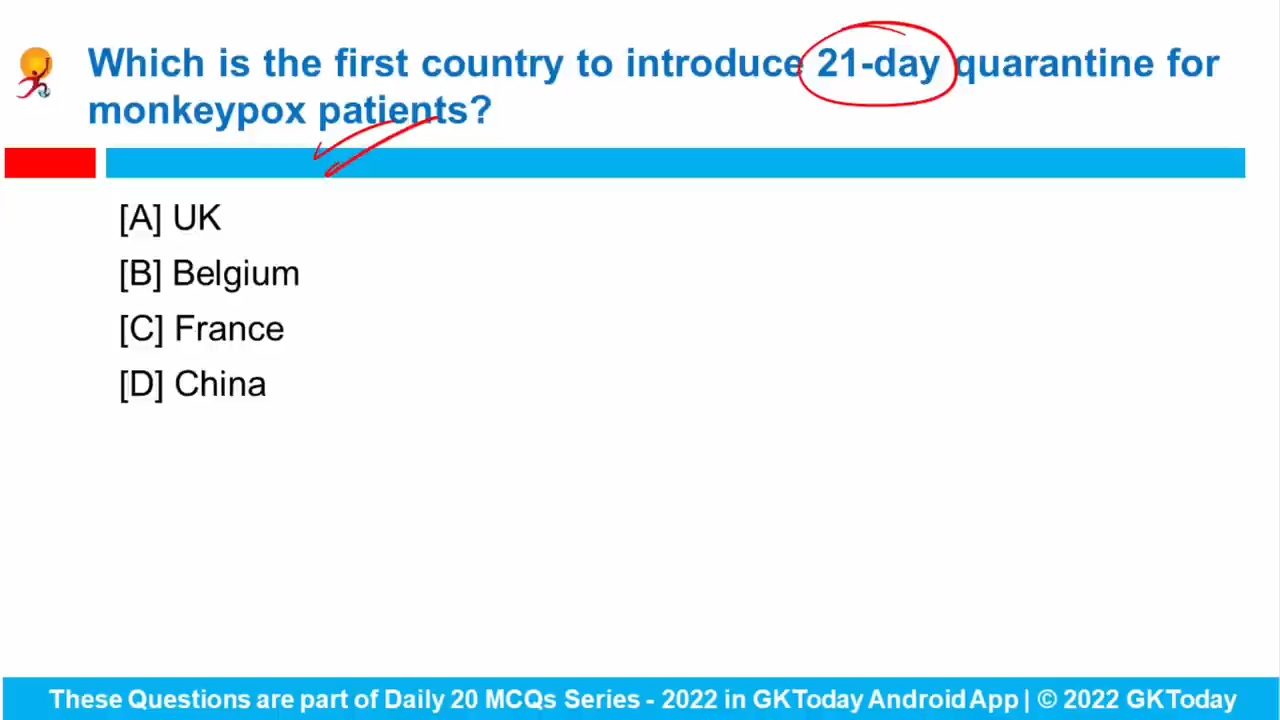 Which is the first country to introduce 21-day quarantine for
monkeypox patients?
[A] UK
[B] Belgium
[C] France
[D] China
These Questions are part of Daily 20 MCQs Series - 2022 in GKToday Android App | © 2022 GKToday